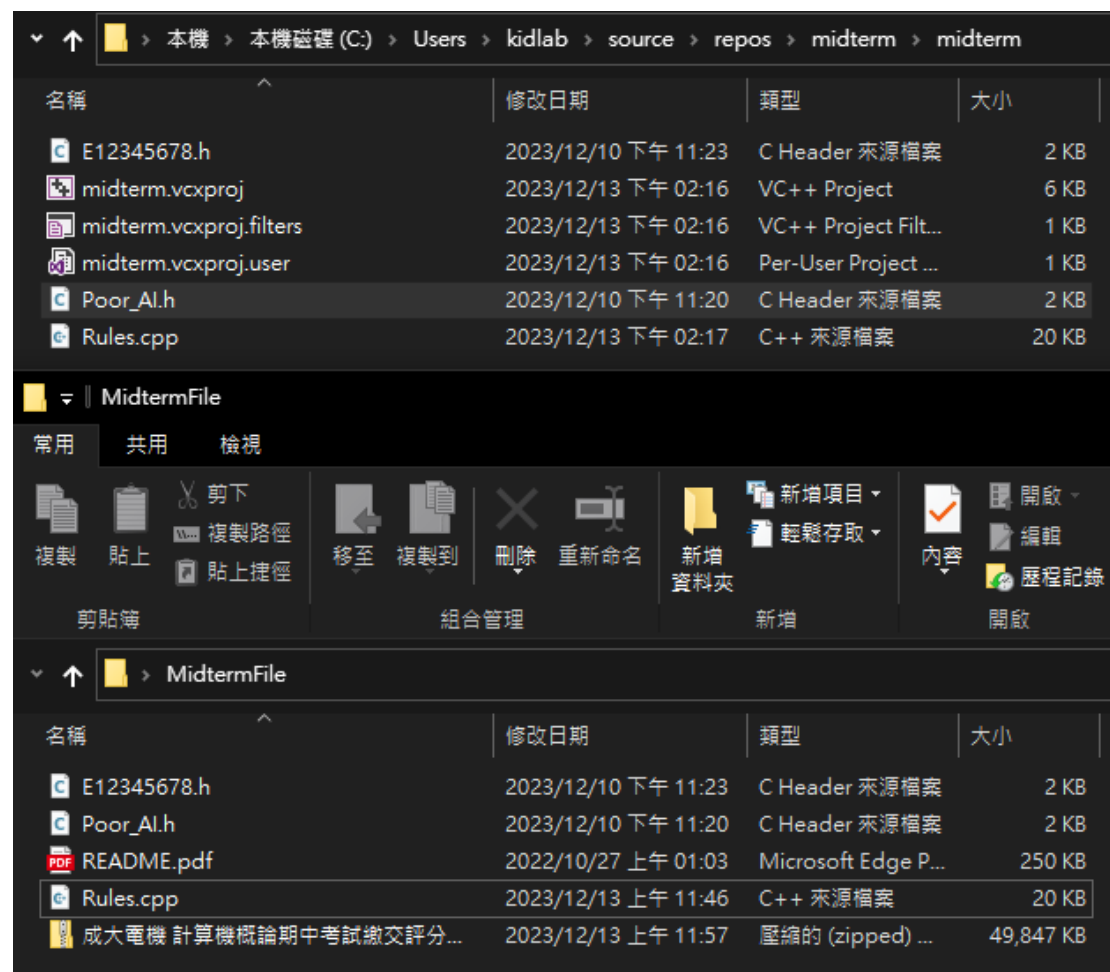 本機 › 本機磁碟 (C:) › Users › kidlab › source › repos › midterm › midterm
名稱 修改日期 類型 大小
E12345678.h 2023/12/10 下午 11:23 C Header 來源檔案 2 KB
midterm.vcxproj 2023/12/13 下午 02:16 VC++ Project 6 KB
midterm.vcxproj.filters 2023/12/13 下午 02:16 VC++ Project Filt... 1 KB
midterm.vcxproj.user 2023/12/13 下午 02:16 Per-User Project ... 1 KB
Poor_AI.h 2023/12/10 下午 11:20 C Header 來源檔案 2 KB
Rules.cpp 2023/12/13 下午 02:17 C++ 來源檔案 20 KB
MidtermFile
常用 共用 檢視
複製 貼上 剪下 複製路徑 貼上捷徑 移至 複製到 刪除 重新命名 新增 資料夾 新增項目 輕鬆存取 內容 開啟 編輯 歷程記錄
剪貼簿 組合管理 新增 開啟
› MidtermFile
名稱 修改日期 類型 大小
E12345678.h 2023/12/10 下午 11:23 C Header 來源檔案 2 KB
Poor_AI.h 2023/12/10 下午 11:20 C Header 來源檔案 2 KB
PDF README.pdf 2022/10/27 上午 01:03 Microsoft Edge P... 250 KB
Rules.cpp 2023/12/13 上午 11:46 C++ 來源檔案 20 KB
成大電機 計算機概論期中考試繳交評分... 2023/12/13 上午 11:57 壓縮的 (zipped) ... 49,847 KB